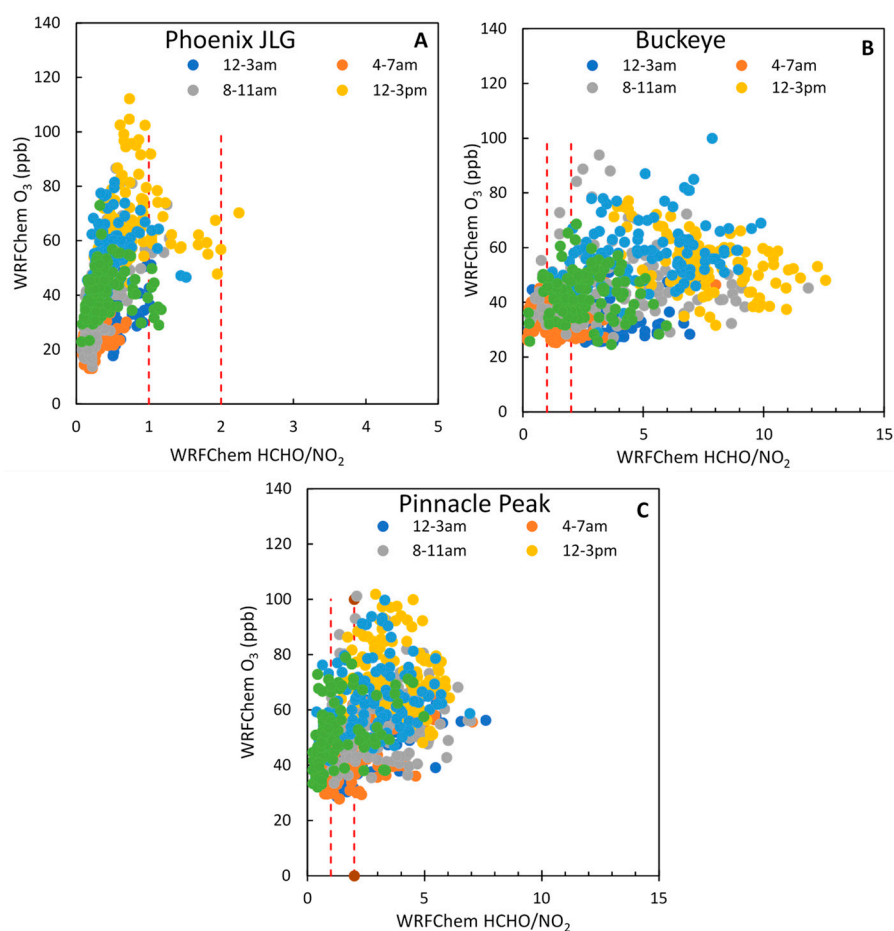 Phoenix JLG
A
12-3am
4-7am
8-11am
12-3pm
WRFChem O3 (ppb)
140
120
100
80
60
40
20
0
0 1 2 3 4 5
WRFChem HCHO/NO2
Buckeye
B
12-3am
4-7am
8-11am
12-3pm
WRFChem O3 (ppb)
140
120
100
80
60
40
20
0
0 5 10 15
WRFChem HCHO/NO2
Pinnacle Peak
C
12-3am
4-7am
8-11am
12-3pm
WRFChem O3 (ppb)
140
120
100
80
60
40
20
0
0 5 10 15
WRFChem HCHO/NO2